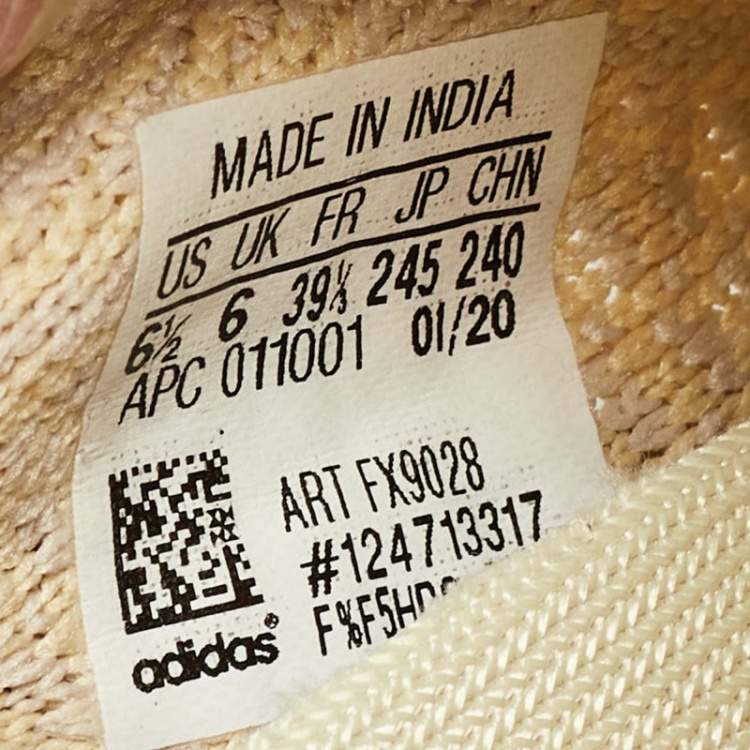 MADE IN INDIA
US UK FR JP CHN
6½ 6 39⅓ 245 240
APC 011001 01/20
ART FX9028
#124713317
adidas®